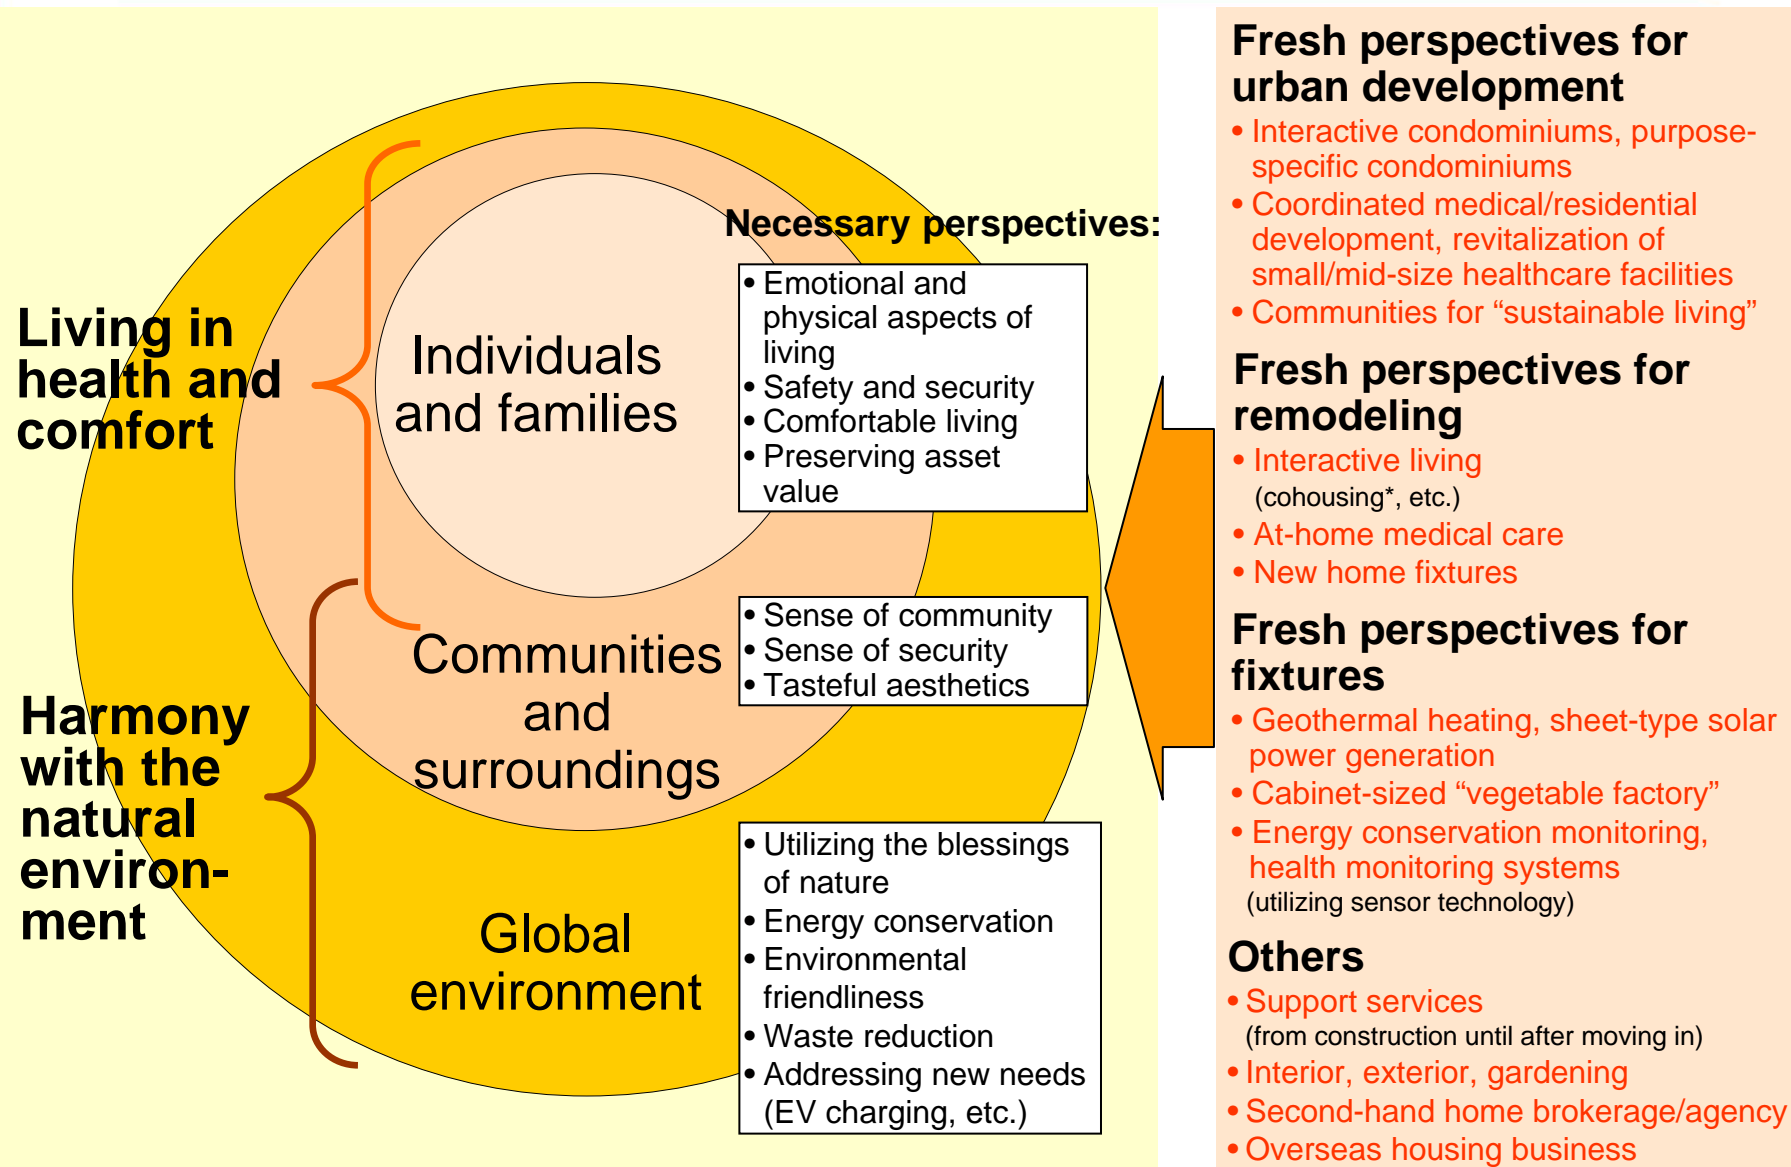 Living in
health and
comfort
Harmony
with the
natural
environ-
ment
Individuals
and families
Communities
and
surroundings
Global
environment
Necessary perspectives:
• Emotional and
physical aspects of
living
• Safety and security
• Comfortable living
• Preserving asset
value
• Sense of community
• Sense of security
• Tasteful aesthetics
• Utilizing the blessings
of nature
• Energy conservation
• Environmental
friendliness
• Waste reduction
• Addressing new needs
(EV charging, etc.)
Fresh perspectives for
urban development
• Interactive condominiums, purpose-
specific condominiums
• Coordinated medical/residential
development, revitalization of
small/mid-size healthcare facilities
• Communities for “sustainable living”
Fresh perspectives for
remodeling
• Interactive living
(cohousing*, etc.)
• At-home medical care
• New home fixtures
Fresh perspectives for
fixtures
• Geothermal heating, sheet-type solar
power generation
• Cabinet-sized “vegetable factory”
• Energy conservation monitoring,
health monitoring systems
(utilizing sensor technology)
Others
• Support services
(from construction until after moving in)
• Interior, exterior, gardening
• Second-hand home brokerage/agency
• Overseas housing business